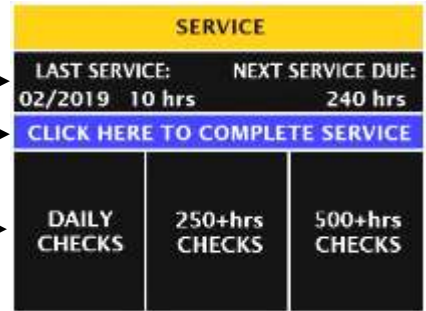 SERVICE
LAST SERVICE: NEXT SERVICE DUE:
02/2019 10 hrs 240 hrs
CLICK HERE TO COMPLETE SERVICE
DAILY CHECKS
250+hrs CHECKS
500+hrs CHECKS